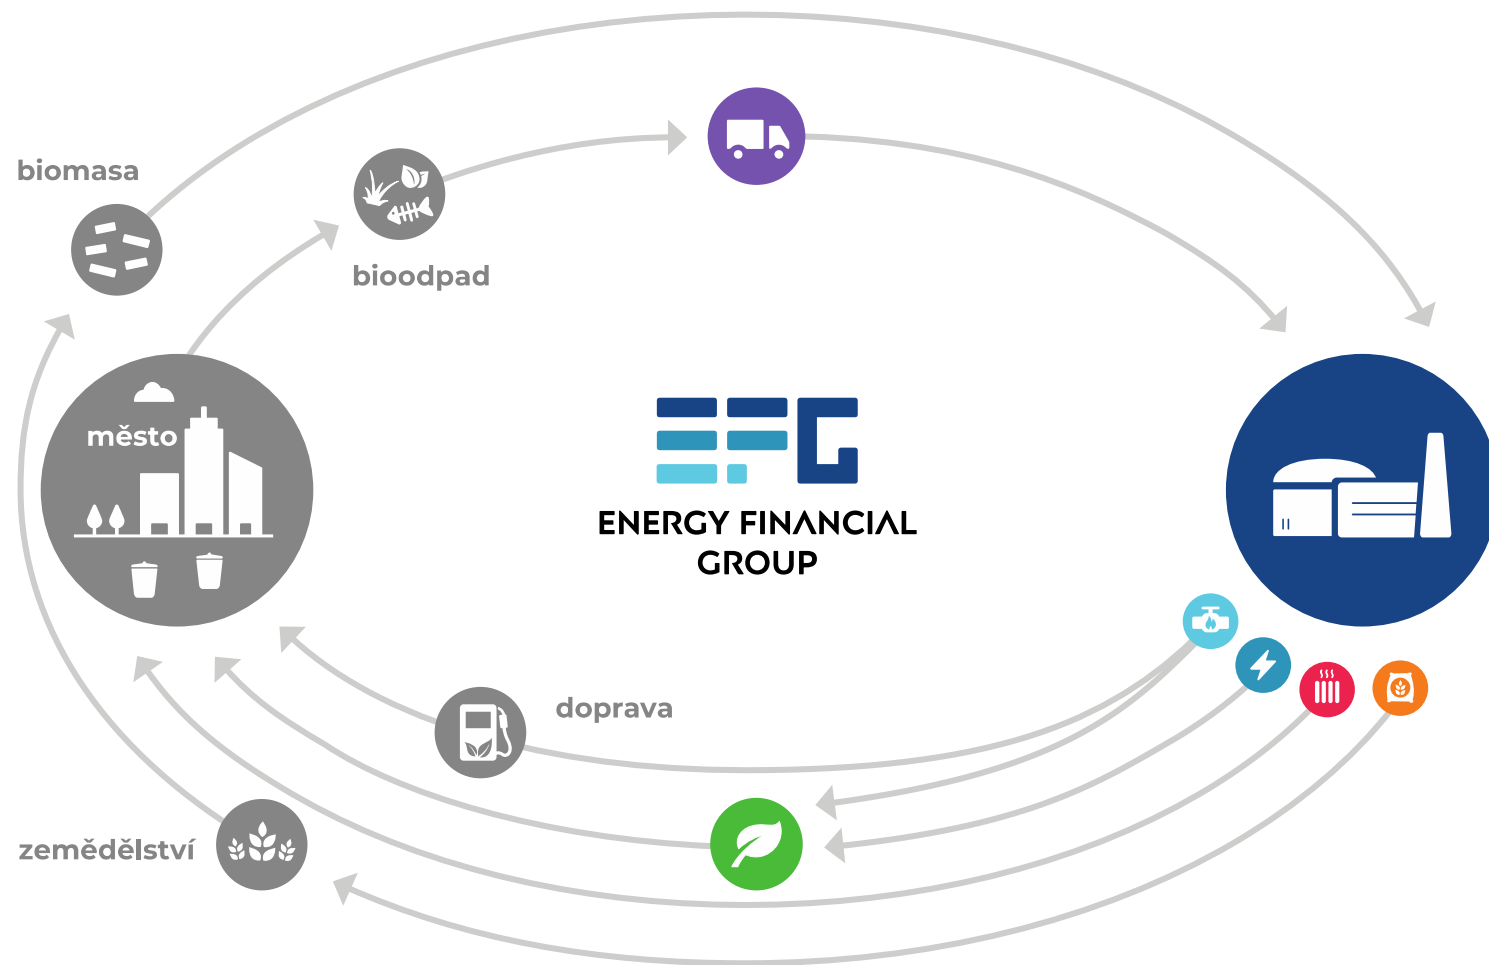 biomasa
bioodpad
město
ENERGY FINANCIAL
GROUP
doprava
zemědělství